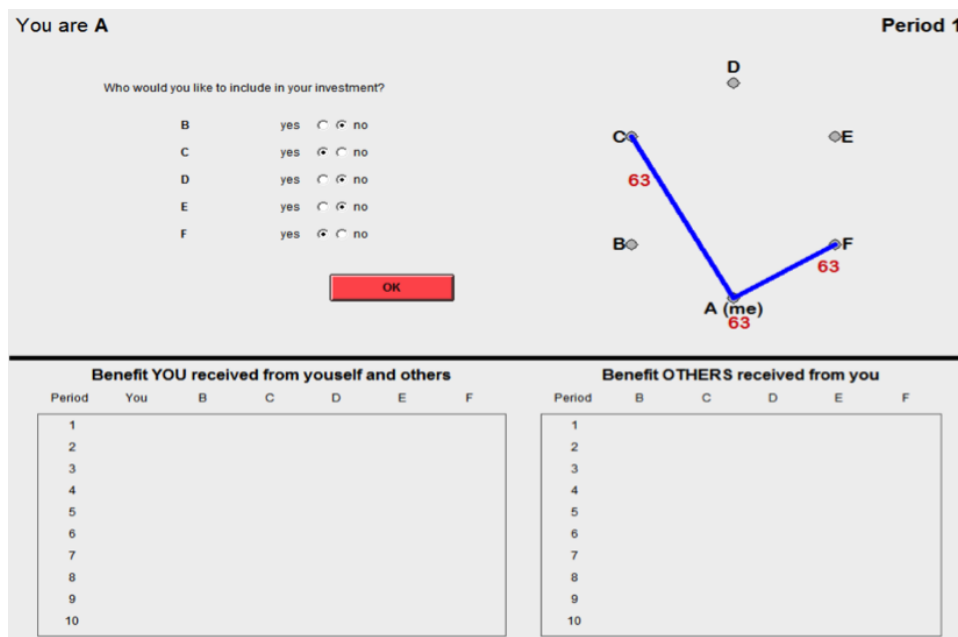 You are A
Period 1
Who would you like to include in your investment?
B yes no
C yes no
D yes no
E yes no
F yes no
OK
D
C
E
63
B
F
63
A (me)
63
Benefit YOU received from youself and others
Period You B C D E F
1
2
3
4
5
6
7
8
9
10
Benefit OTHERS received from you
Period B C D E F
1
2
3
4
5
6
7
8
9
10